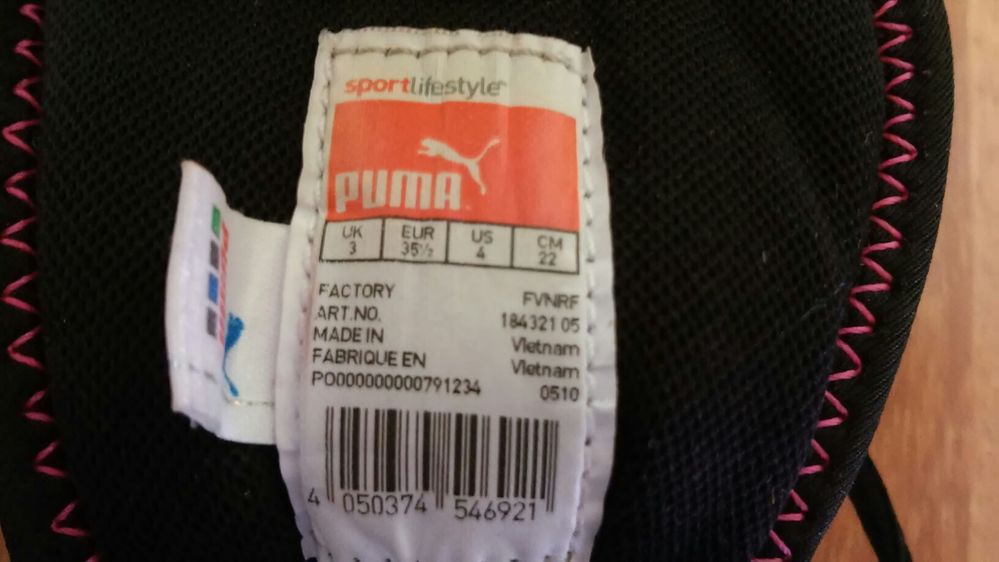 sportlifestyle
PUMA
UK EUR US CM
3 35½ 4 22
FACTORY FVNRF
ART.NO. 184321 05
MADE IN Vietnam
FABRIQUE EN Vietnam
PO000000000791234 0510
4 050374 546921